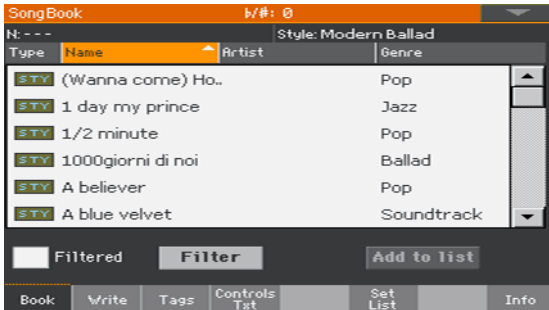 SongBook ♭/#: 0
N: --- Style: Modern Ballad
Type Name Artist Genre
STY (Wanna come) Ho.. Pop
STY 1 day my prince Jazz
STY 1/2 minute Pop
STY 1000giorni di noi Ballad
STY A believer Pop
STY A blue velvet Soundtrack
Filtered Filter Add to list
Book Write Tags Controls Txt Set List Info